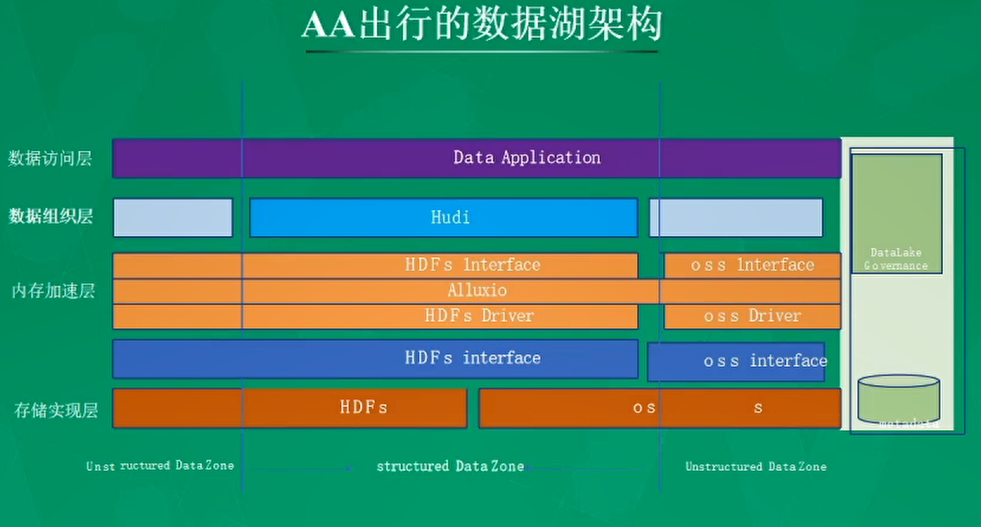 AA出行的数据湖架构
数据访问层
Data Application
数据组织层
Hudi
HDFs lnterface
oss lnterface
内存加速层
Alluxio
HDFs Driver
oss Driver
HDFs interface
oss interface
存储实现层
HDFs
os s
DataLake
Governance
metadata
Unst ructured Data Zone
structured Data Zone
Unstructured Data Zone